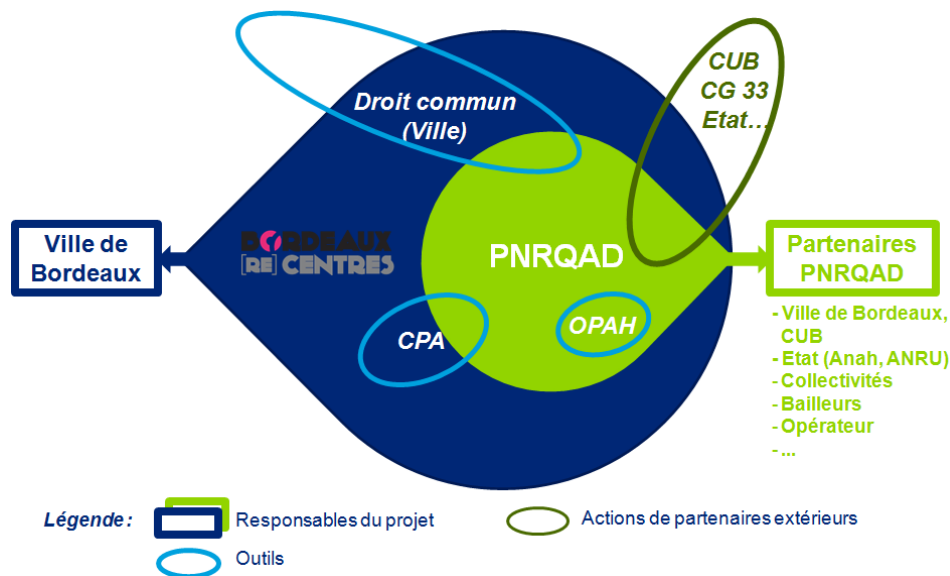 CUB
CG 33
Etat...
Droit commun
(Ville)
Ville de
Bordeaux
BORDEAUX
[RE] CENTRES
PNRQAD
Partenaires
PNRQAD
CPA
OPAH
- Ville de Bordeaux,
CUB
- Etat (Anah, ANRU)
- Collectivités
- Bailleurs
- Opérateur
- ...
Légende :
Responsables du projet
Actions de partenaires extérieurs
Outils